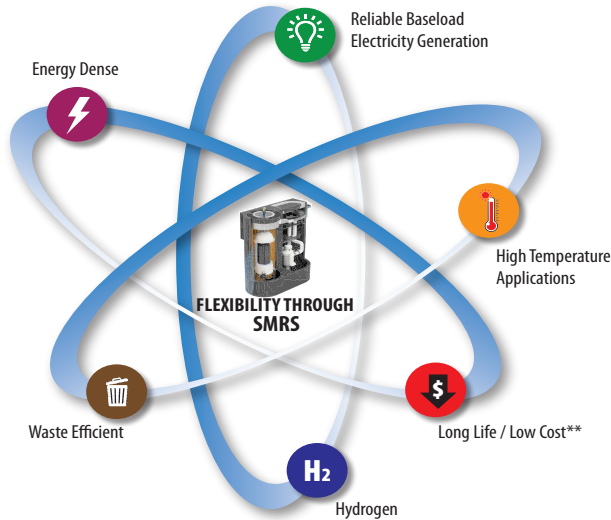 Reliable Baseload
Electricity Generation
Energy Dense
High Temperature
Applications
FLEXIBILITY THROUGH
SMRS
$
Waste Efficient
Long Life / Low Cost**
H₂
Hydrogen